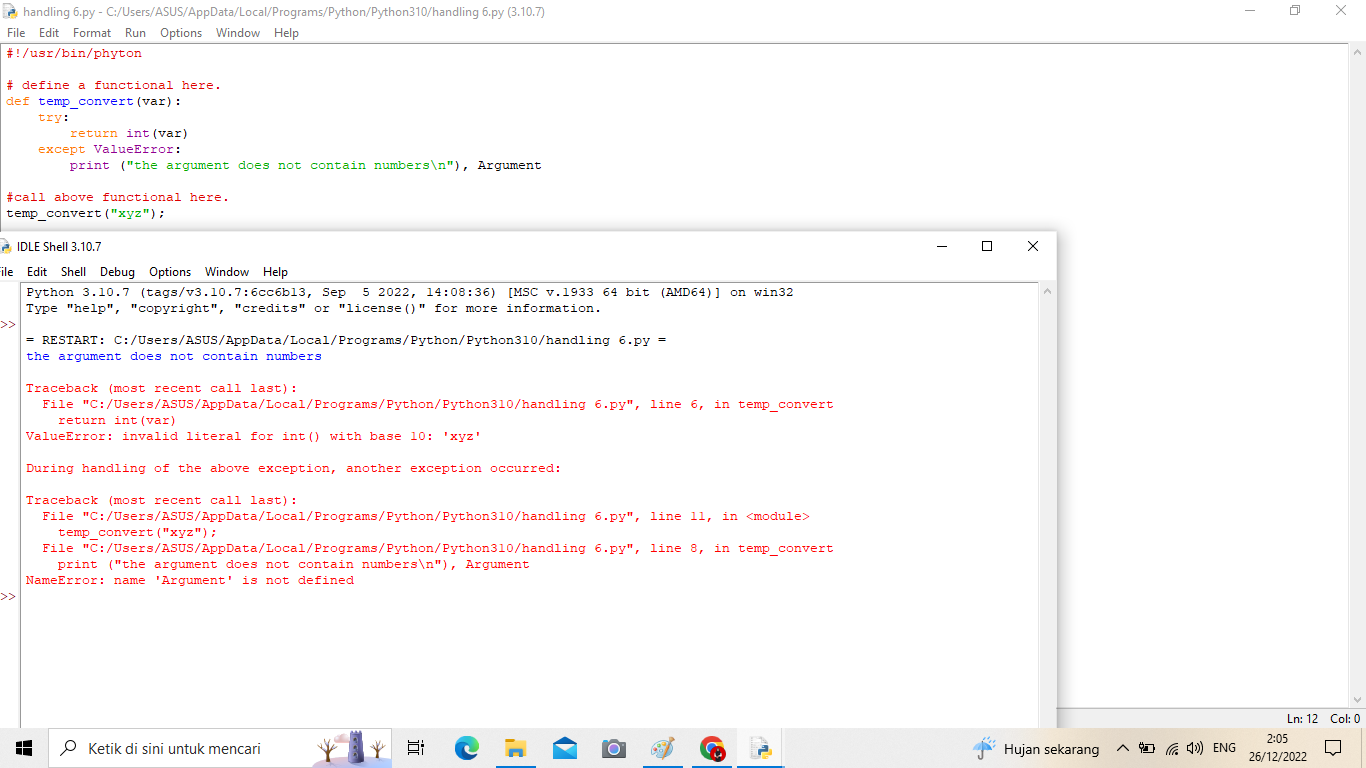 handling 6.py - C:/Users/ASUS/AppData/Local/Programs/Python/Python310/handling 6.py (3.10.7)
File Edit Format Run Options Window Help
#!/usr/bin/phyton
# define a functional here.
def temp_convert(var):
try:
return int(var)
except ValueError:
print ("the argument does not contain numbers\n"), Argument
#call above functional here.
temp_convert("xyz");
IDLE Shell 3.10.7
ile Edit Shell Debug Options Window Help
Python 3.10.7 (tags/v3.10.7:6cc6b13, Sep 5 2022, 14:08:36) [MSC v.1933 64 bit (AMD64)] on win32
Type "help", "copyright", "credits" or "license()" for more information.
>>
= RESTART: C:/Users/ASUS/AppData/Local/Programs/Python/Python310/handling 6.py =
the argument does not contain numbers
Traceback (most recent call last):
File "C:/Users/ASUS/AppData/Local/Programs/Python/Python310/handling 6.py", line 6, in temp_convert
return int(var)
ValueError: invalid literal for int() with base 10: 'xyz'
During handling of the above exception, another exception occurred:
Traceback (most recent call last):
File "C:/Users/ASUS/AppData/Local/Programs/Python/Python310/handling 6.py", line 11, in <module>
temp_convert("xyz");
File "C:/Users/ASUS/AppData/Local/Programs/Python/Python310/handling 6.py", line 8, in temp_convert
print ("the argument does not contain numbers\n"), Argument
NameError: name 'Argument' is not defined
>>
Ln: 12 Col: 0
Ketik di sini untuk mencari
Hujan sekarang
ENG
2:05
26/12/2022